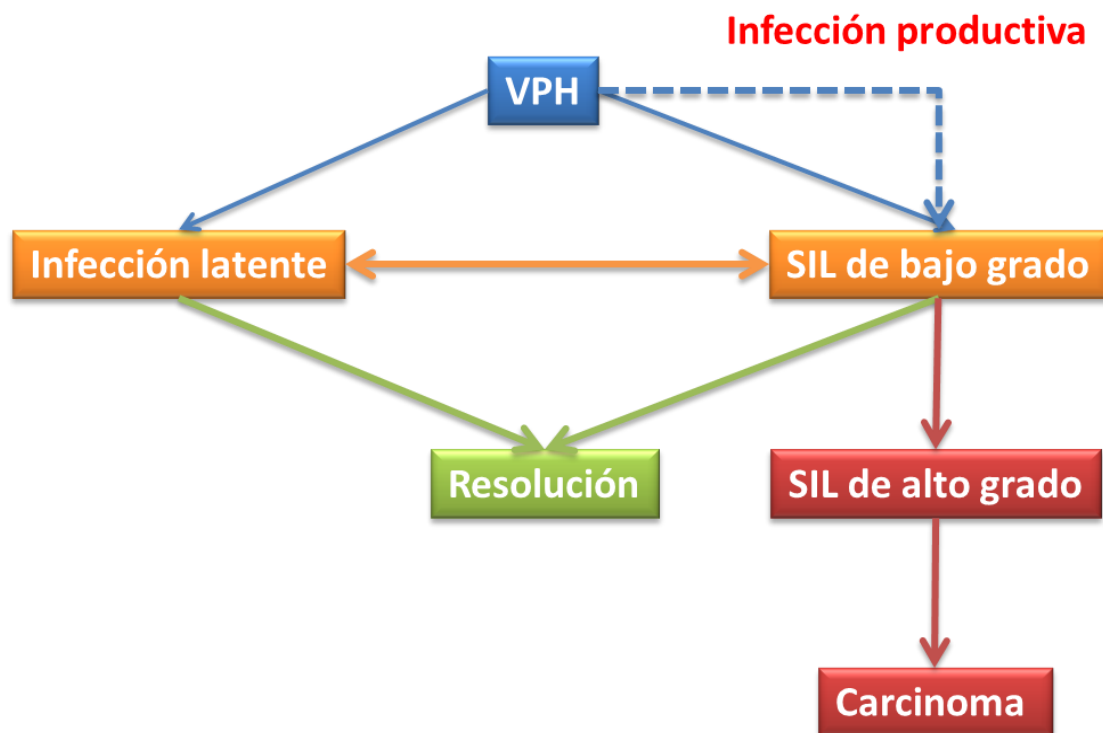 Infección productiva
VPH
Infección latente
SIL de bajo grado
Resolución
SIL de alto grado
Carcinoma